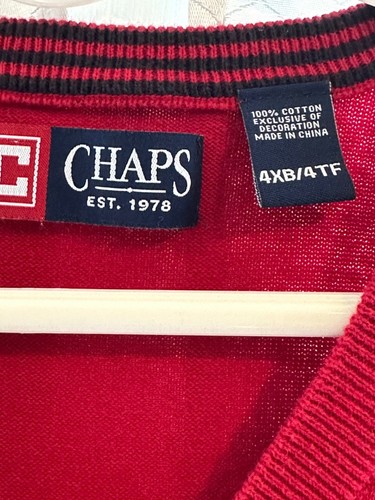 C
CHAPS
EST. 1978
100% COTTON
EXCLUSIVE OF
DECORATION
MADE IN CHINA
4XB/4TF